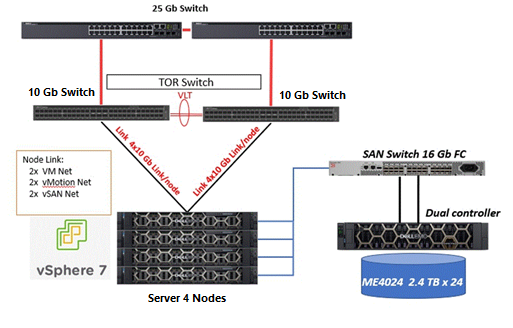 25 Gb Switch
TOR Switch
10 Gb Switch
10 Gb Switch
VLT
Link 4x10 Gb Link/node
Link 4x10 Gb Link/node
Node Link:
2x VM Net
2x vMotion Net
2x vSAN Net
SAN Switch 16 Gb FC
Dual controller
DELL EMC
vSphere 7
ME4024 2.4 TB x 24
Server 4 Nodes